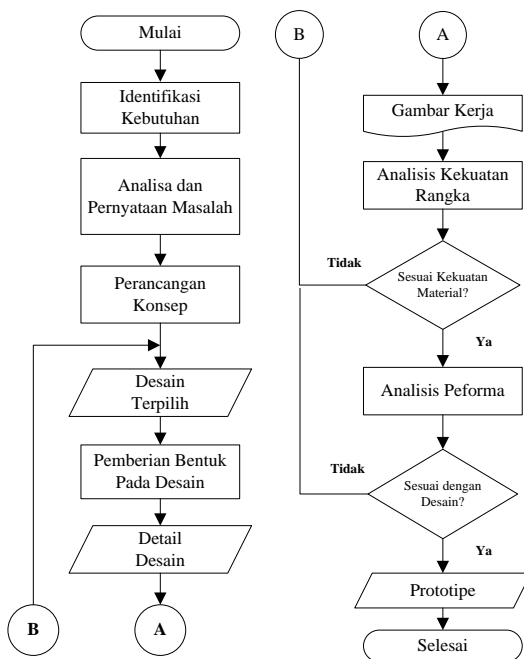 Mulai
Identifikasi
Kebutuhan
Analisa dan
Pernyataan Masalah
Perancangan
Konsep
Desain
Terpilih
Pemberian Bentuk
Pada Desain
Detail
Desain
B
A
B
A
Gambar Kerja
Analisis Kekuatan
Rangka
Tidak
Sesuai Kekuatan
Material?
Ya
Analisis Peforma
Tidak
Sesuai dengan
Desain?
Ya
Prototipe
Selesai